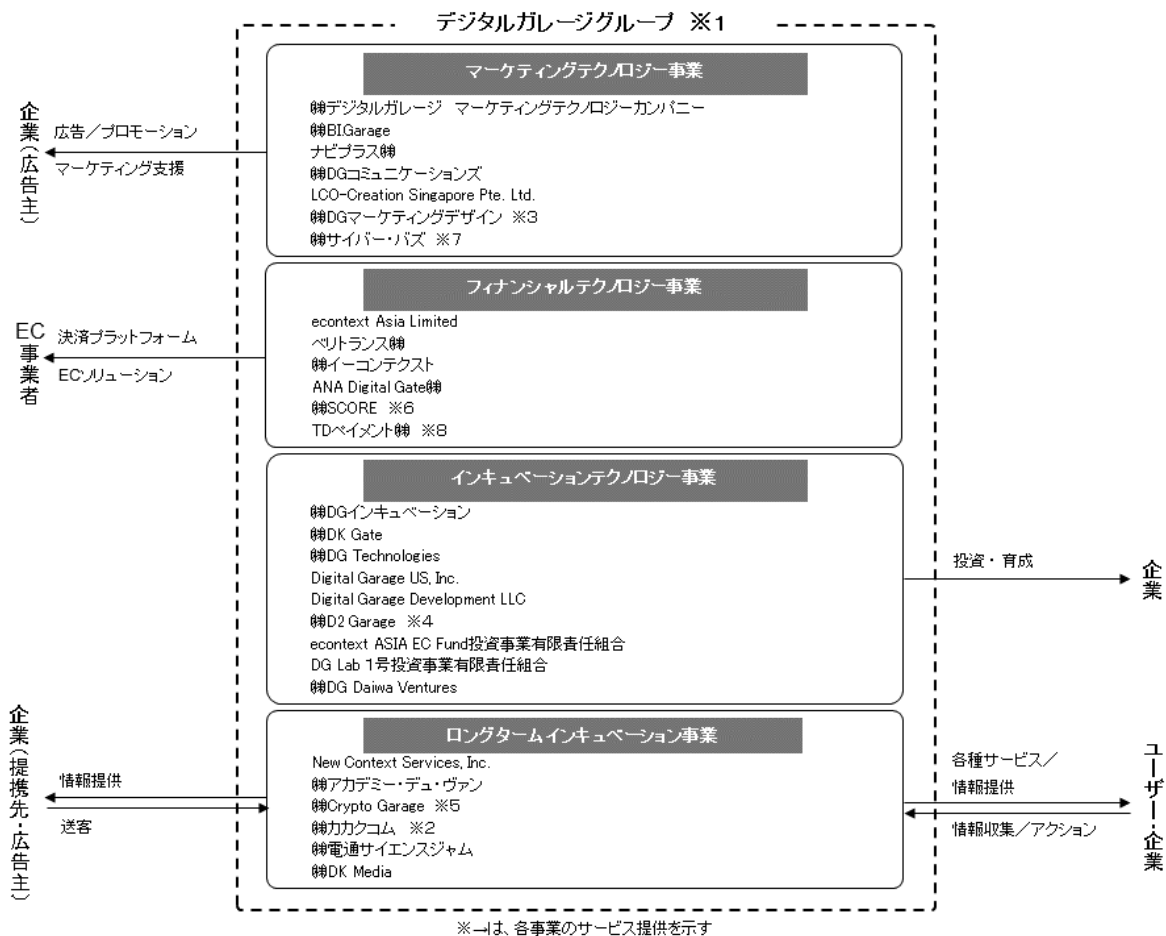 デジタルガレージグループ ※1
マーケティングテクノロジー事業
㈱デジタルガレージ マーケティングテクノロジーカンパニー
㈱BI.Garage
ナビプラス㈱
㈱DGコミュニケーションズ
LCO-Creation Singapore Pte. Ltd.
㈱DGマーケティングデザイン ※3
㈱サイバー・バズ ※7
企業(広告主)
広告/プロモーション
マーケティング支援
フィナンシャルテクノロジー事業
econtext Asia Limited
ベリトランス㈱
㈱イーコンテクスト
ANA Digital Gate㈱
㈱SCORE ※6
TDペイメント㈱ ※8
EC事業者
決済プラットフォーム
ECソリューション
インキュベーションテクノロジー事業
㈱DGインキュベーション
㈱DK Gate
㈱DG Technologies
Digital Garage US, Inc.
Digital Garage Development LLC
㈱D2 Garage ※4
econtext ASIA EC Fund投資事業有限責任組合
DG Lab 1号投資事業有限責任組合
㈱DG Daiwa Ventures
投資・育成
企業
ロングタームインキュベーション事業
New Context Services, Inc.
㈱アカデミー・デュ・ヴァン
㈱Crypto Garage ※5
㈱カカクコム ※2
㈱電通サイエンスジャム
㈱DK Media
企業(提携先・広告主)
情報提供
送客
各種サービス/
情報提供
情報収集/アクション
ユーザー・企業
※→は、各事業のサービス提供を示す